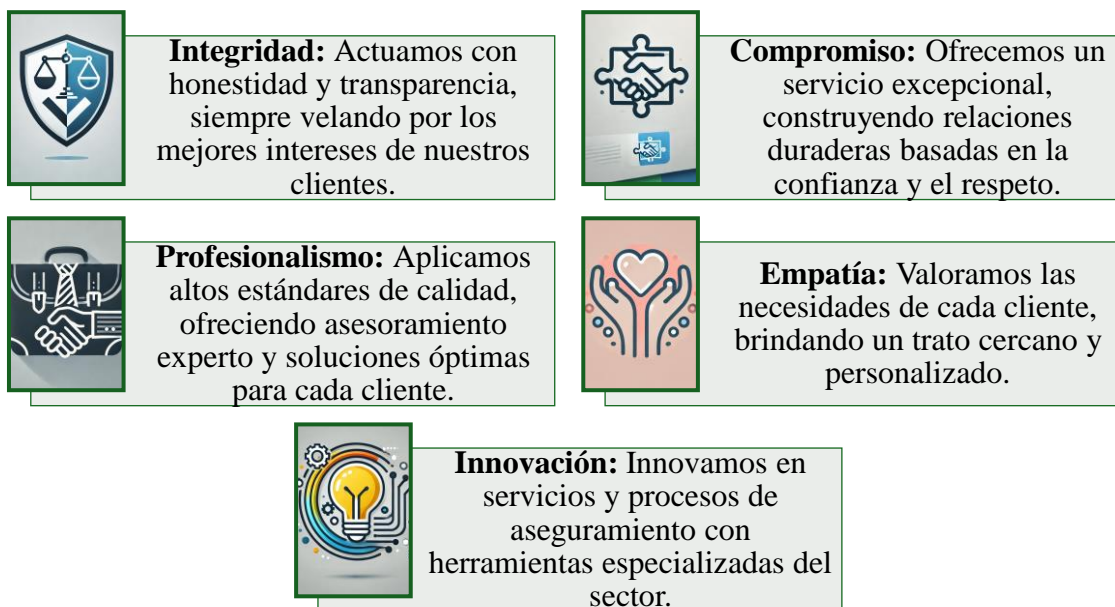 Integridad: Actuamos con
honestidad y transparencia,
siempre velando por los
mejores intereses de nuestros
clientes.
Compromiso: Ofrecemos un
servicio excepcional,
construyendo relaciones
duraderas basadas en la
confianza y el respeto.
Profesionalismo: Aplicamos
altos estándares de calidad,
ofreciendo asesoramiento
experto y soluciones óptimas
para cada cliente.
Empatía: Valoramos las
necesidades de cada cliente,
brindando un trato cercano y
personalizado.
Innovación: Innovamos en
servicios y procesos de
aseguramiento con
herramientas especializadas del
sector.